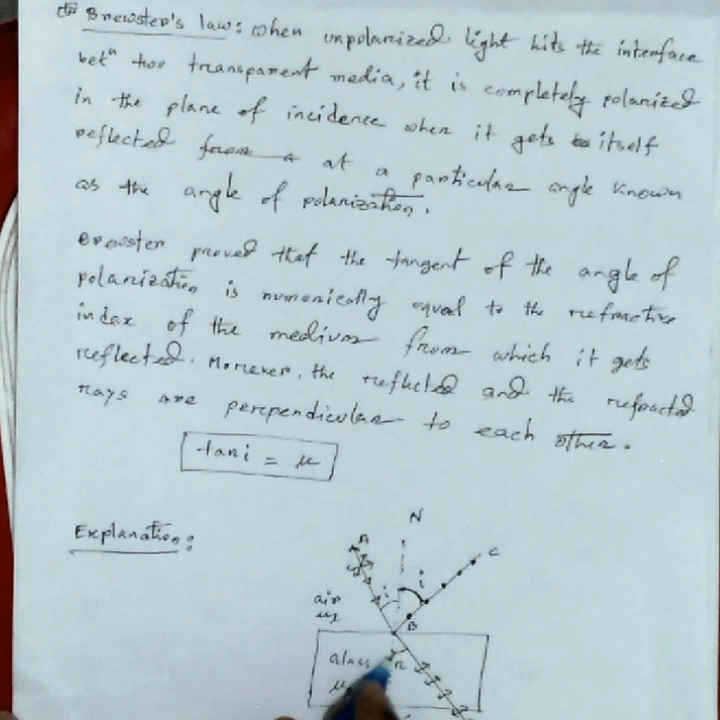 Brewster's law: when unpolarized light hits the interface
betn two transparent media, it is completely polarized
in the plane of incidence when it gets itself
reflected at a particular angle known
as the angle of polarization.
Brewster proved that the tangent of the angle of
polarization is numerically equal to the refractive
index of the medium from which it gets
reflected. Moreover, the reflected and the refracted
rays are perpendicular to each other.
tan i = μ
Explanation:
N
A
C
i
i
air
μ1
B
Glass
r
μ